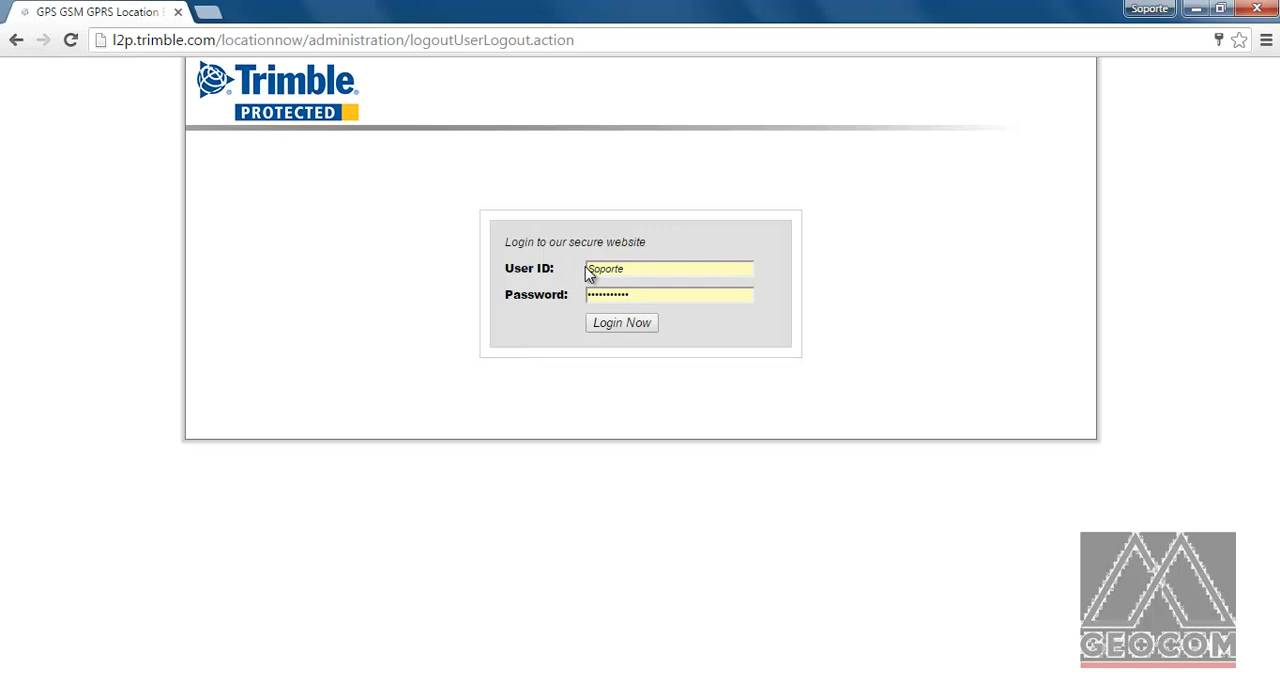 GPS GSM GPRS Location
Soporte
l2p.trimble.com/locationnow/administration/logoutUserLogout.action
Trimble
PROTECTED
Login to our secure website
User ID:
Soporte
Password:
Login Now
GEOCOM